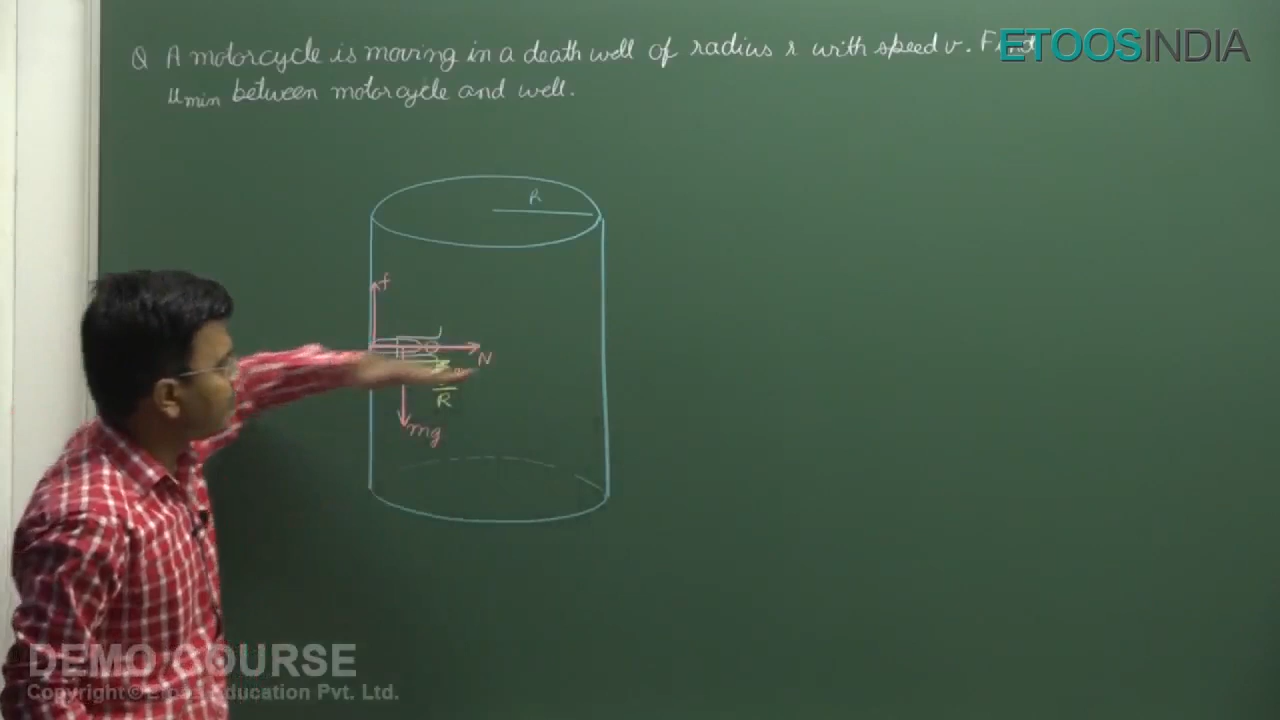 Q A motorcycle is moving in a death well of radius r with speed v. Find
μmin between motorcycle and well.
ETOOSINDIA
R
f
N
R
mg
DEMO COURSE
Copyright © Etoos Education Pvt. Ltd.